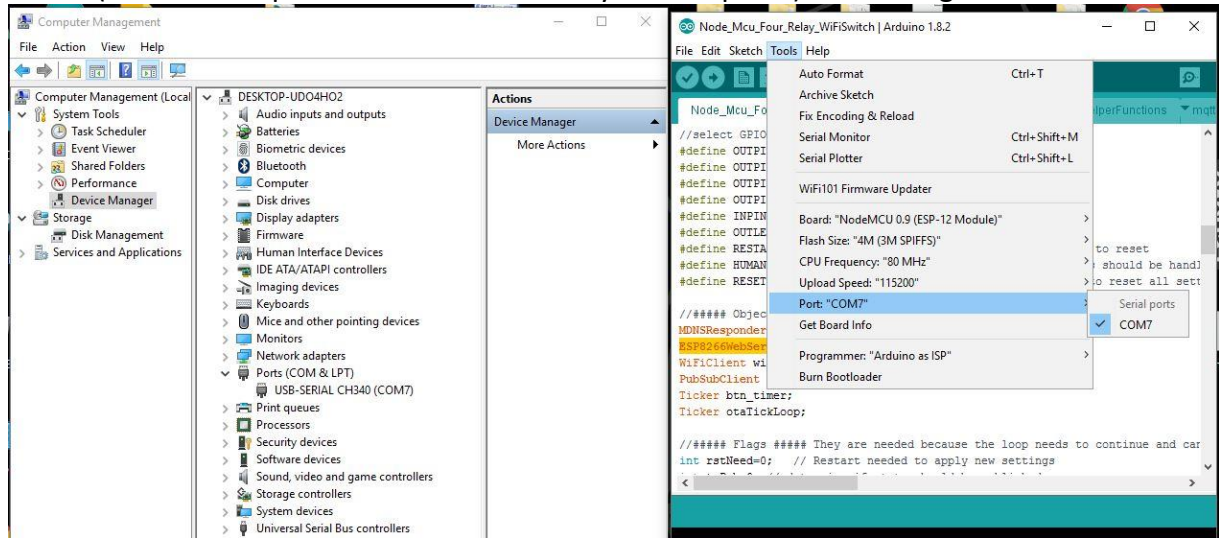 Computer Management
File Action View Help
Computer Management (Local
System Tools
Task Scheduler
Event Viewer
Shared Folders
Performance
Device Manager
Storage
Disk Management
Services and Applications
DESKTOP-UDO4HO2
Audio inputs and outputs
Batteries
Biometric devices
Bluetooth
Computer
Disk drives
Display adapters
Firmware
Human Interface Devices
IDE ATA/ATAPI controllers
Imaging devices
Keyboards
Mice and other pointing devices
Monitors
Network adapters
Ports (COM & LPT)
USB-SERIAL CH340 (COM7)
Print queues
Processors
Security devices
Software devices
Sound, video and game controllers
Storage controllers
System devices
Universal Serial Bus controllers
Actions
Device Manager
More Actions
Node_Mcu_Four_Relay_WiFiSwitch | Arduino 1.8.2
File Edit Sketch Tools Help
Node_Mcu_Fo
lperFunctions
mqtt
Auto Format Ctrl+T
Archive Sketch
Fix Encoding & Reload
Serial Monitor Ctrl+Shift+M
Serial Plotter Ctrl+Shift+L
WiFi101 Firmware Updater
Board: "NodeMCU 0.9 (ESP-12 Module)"
Flash Size: "4M (3M SPIFFS)"
CPU Frequency: "80 MHz"
Upload Speed: "115200"
Port: "COM7"
Get Board Info
Programmer: "Arduino as ISP"
Burn Bootloader
Serial ports
COM7
//select GPIO
#define OUTPI
#define OUTPI
#define OUTPI
#define OUTPI
#define INPIN
#define OUTLE
#define RESTA to reset
#define HUMAN should be handl
#define RESET o reset all sett
//##### Objec
MDNSResponder
ESP8266WebSer
WiFiClient wi
PubSubClient
Ticker btn_timer;
Ticker otaTickLoop;
//##### Flags ##### They are needed because the loop needs to continue and can
int rstNeed=0; // Restart needed to apply new settings